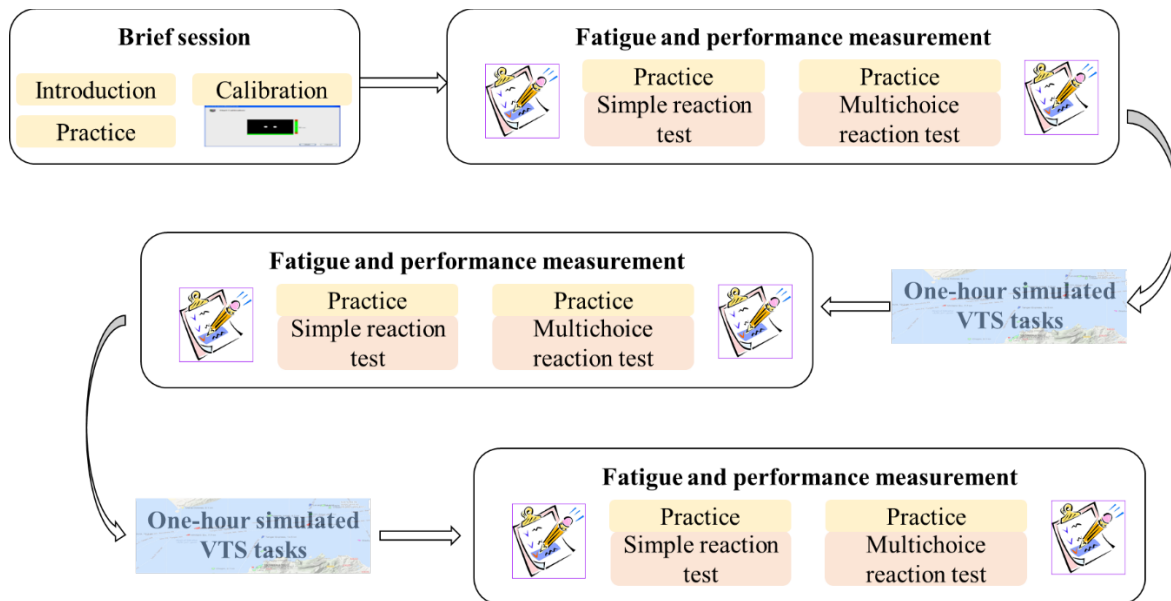 Brief session
Introduction
Calibration
Practice
Fatigue and performance measurement
Practice
Practice
Simple reaction
test
Multichoice
reaction test
One-hour simulated
VTS tasks
Fatigue and performance measurement
Practice
Practice
Simple reaction
test
Multichoice
reaction test
One-hour simulated
VTS tasks
Fatigue and performance measurement
Practice
Practice
Simple reaction
test
Multichoice
reaction test